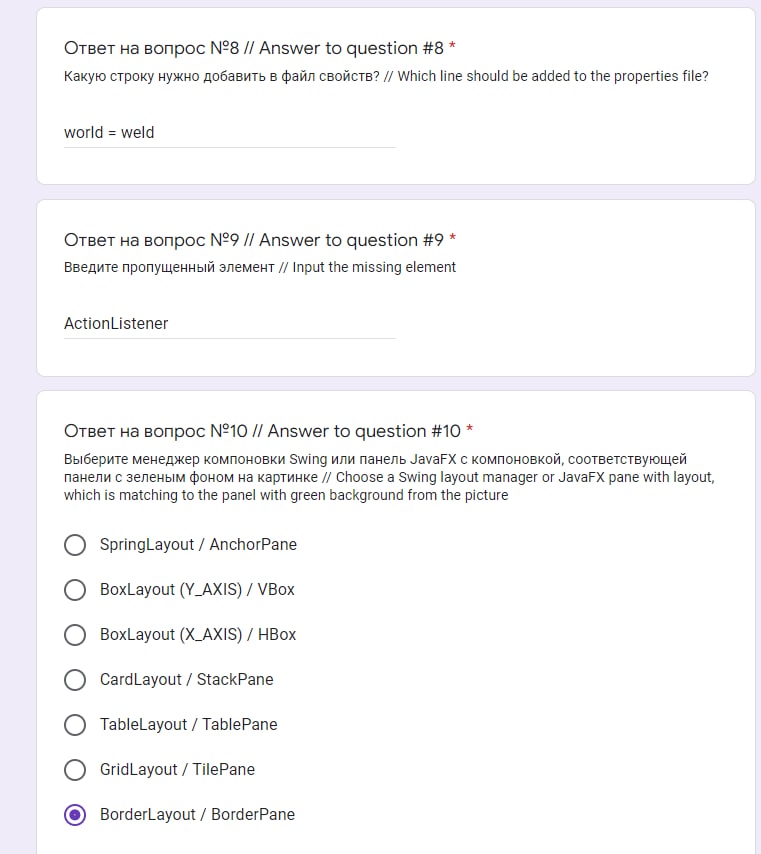 Ответ на вопрос №8 // Answer to question #8 *
Какую строку нужно добавить в файл свойств? // Which line should be added to the properties file?
world = weld
Ответ на вопрос №9 // Answer to question #9 *
Введите пропущенный элемент // Input the missing element
ActionListener
Ответ на вопрос №10 // Answer to question #10 *
Выберите менеджер компоновки Swing или панель JavaFX с компоновкой, соответствующей
панели с зеленым фоном на картинке // Choose a Swing layout manager or JavaFX pane with layout,
which is matching to the panel with green background from the picture
SpringLayout / AnchorPane
BoxLayout (Y_AXIS) / VBox
BoxLayout (X_AXIS) / HBox
CardLayout / StackPane
TableLayout / TablePane
GridLayout / TilePane
BorderLayout / BorderPane